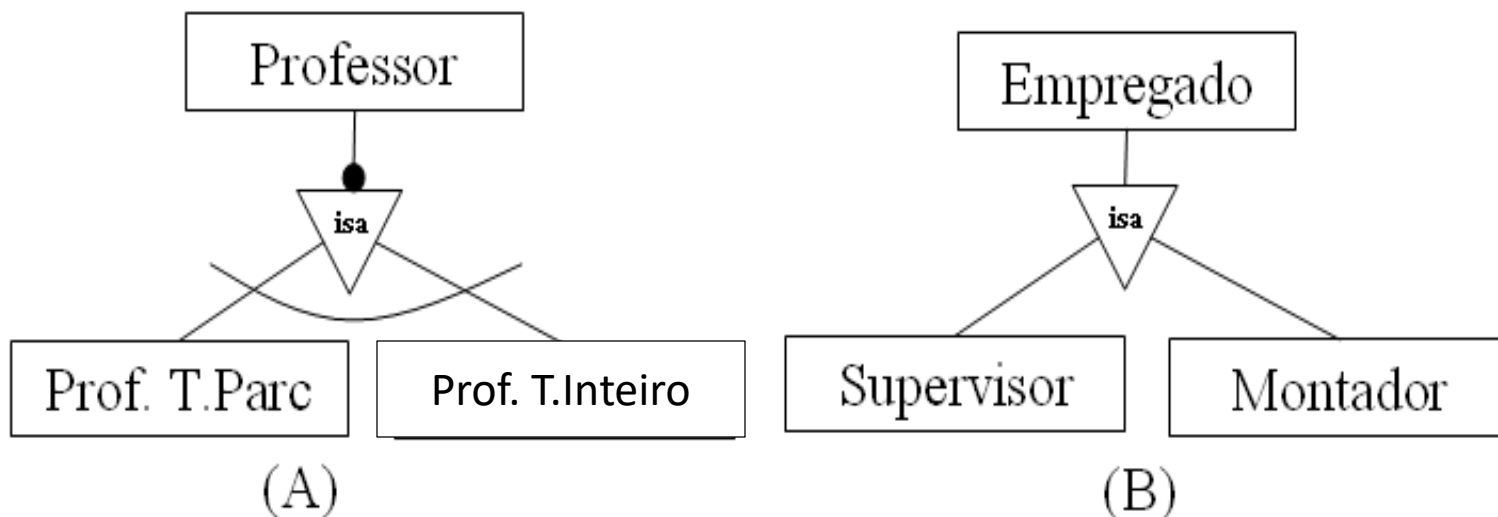 Professor
isa
Prof. T.Parc
Prof. T.Inteiro
(A)
Empregado
isa
Supervisor
Montador
(B)